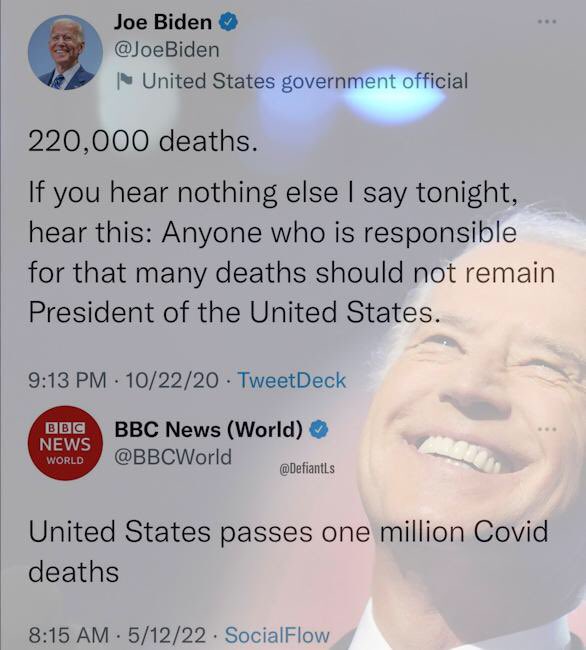 Joe Biden
@JoeBiden
United States government official
220,000 deaths.
If you hear nothing else I say tonight,
hear this: Anyone who is responsible
for that many deaths should not remain
President of the United States.
9:13 PM · 10/22/20 · TweetDeck
BBC
NEWS
WORLD
BBC News (World)
@BBCWorld
@DefiantLs
United States passes one million Covid
deaths
8:15 AM · 5/12/22 · SocialFlow